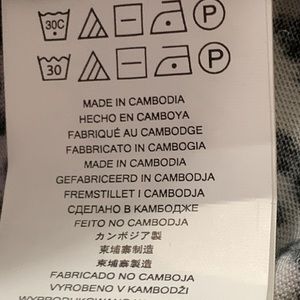 30C P
30 P
MADE IN CAMBODIA
HECHO EN CAMBOYA
FABRIQUÉ AU CAMBODGE
FABBRICATO IN CAMBOGIA
MADE IN CAMBODIA
GEFABRICEERD IN CAMBODJA
FREMSTILLET I CAMBODJA
СДЕЛАНО В КАМБОДЖЕ
FEITO NO CAMBODJA
カンボジア製
柬埔寨制造
柬埔寨製造
FABRICADO NO CAMBOJA
VYROBENO V KAMBODŽI
WYPRODUKOWANO W